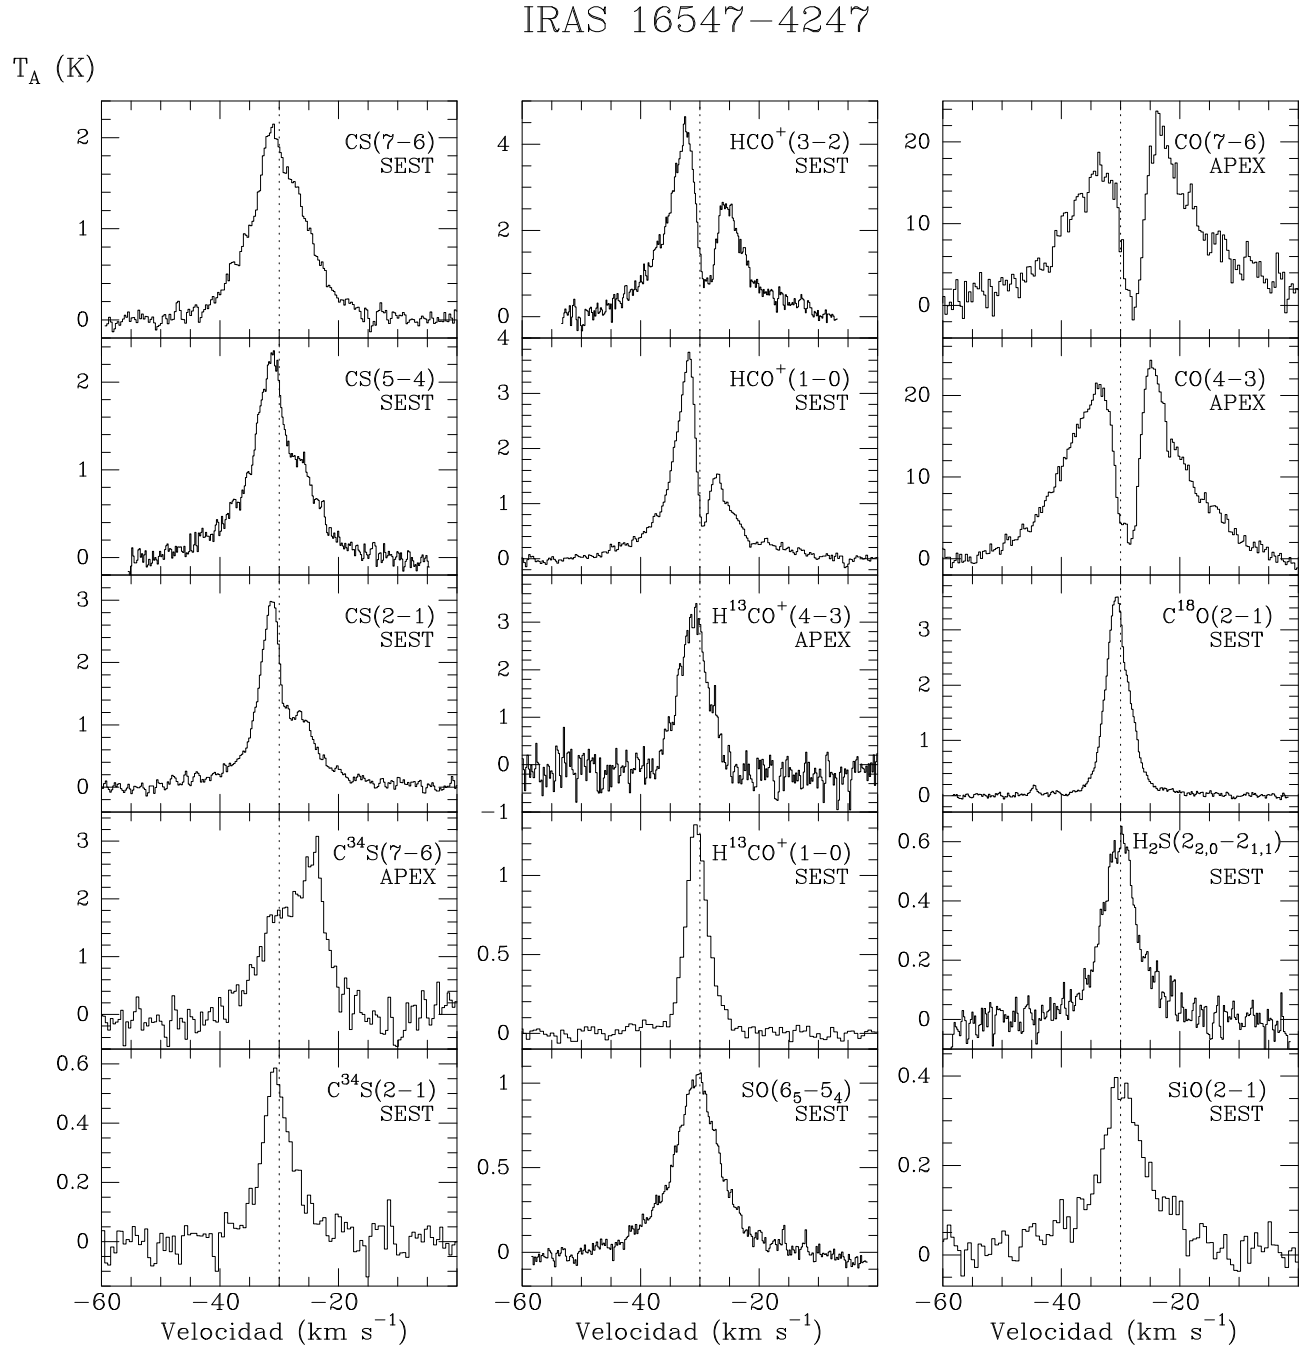 IRAS 16547−4247
T_A (K)
CS(7−6)
SEST
2
1
0
HCO⁺(3−2)
SEST
4
2
0
CO(7−6)
APEX
20
10
0
CS(5−4)
SEST
2
1
0
HCO⁺(1−0)
SEST
4
3
2
1
0
CO(4−3)
APEX
20
10
0
CS(2−1)
SEST
3
2
1
0
H¹³CO⁺(4−3)
APEX
3
2
1
0
−1
C¹⁸O(2−1)
SEST
3
2
1
0
C³⁴S(7−6)
APEX
3
2
1
0
H¹³CO⁺(1−0)
SEST
1
0.5
0
H₂S(2₂,₀−2₁,₁)
SEST
0.6
0.4
0.2
0
C³⁴S(2−1)
SEST
0.6
0.4
0.2
0
SO(6₅−5₄)
SEST
1
0.5
0
SiO(2−1)
SEST
0.4
0.2
0
−60 −40 −20
Velocidad (km s⁻¹)
−60 −40 −20
Velocidad (km s⁻¹)
−60 −40 −20
Velocidad (km s⁻¹)